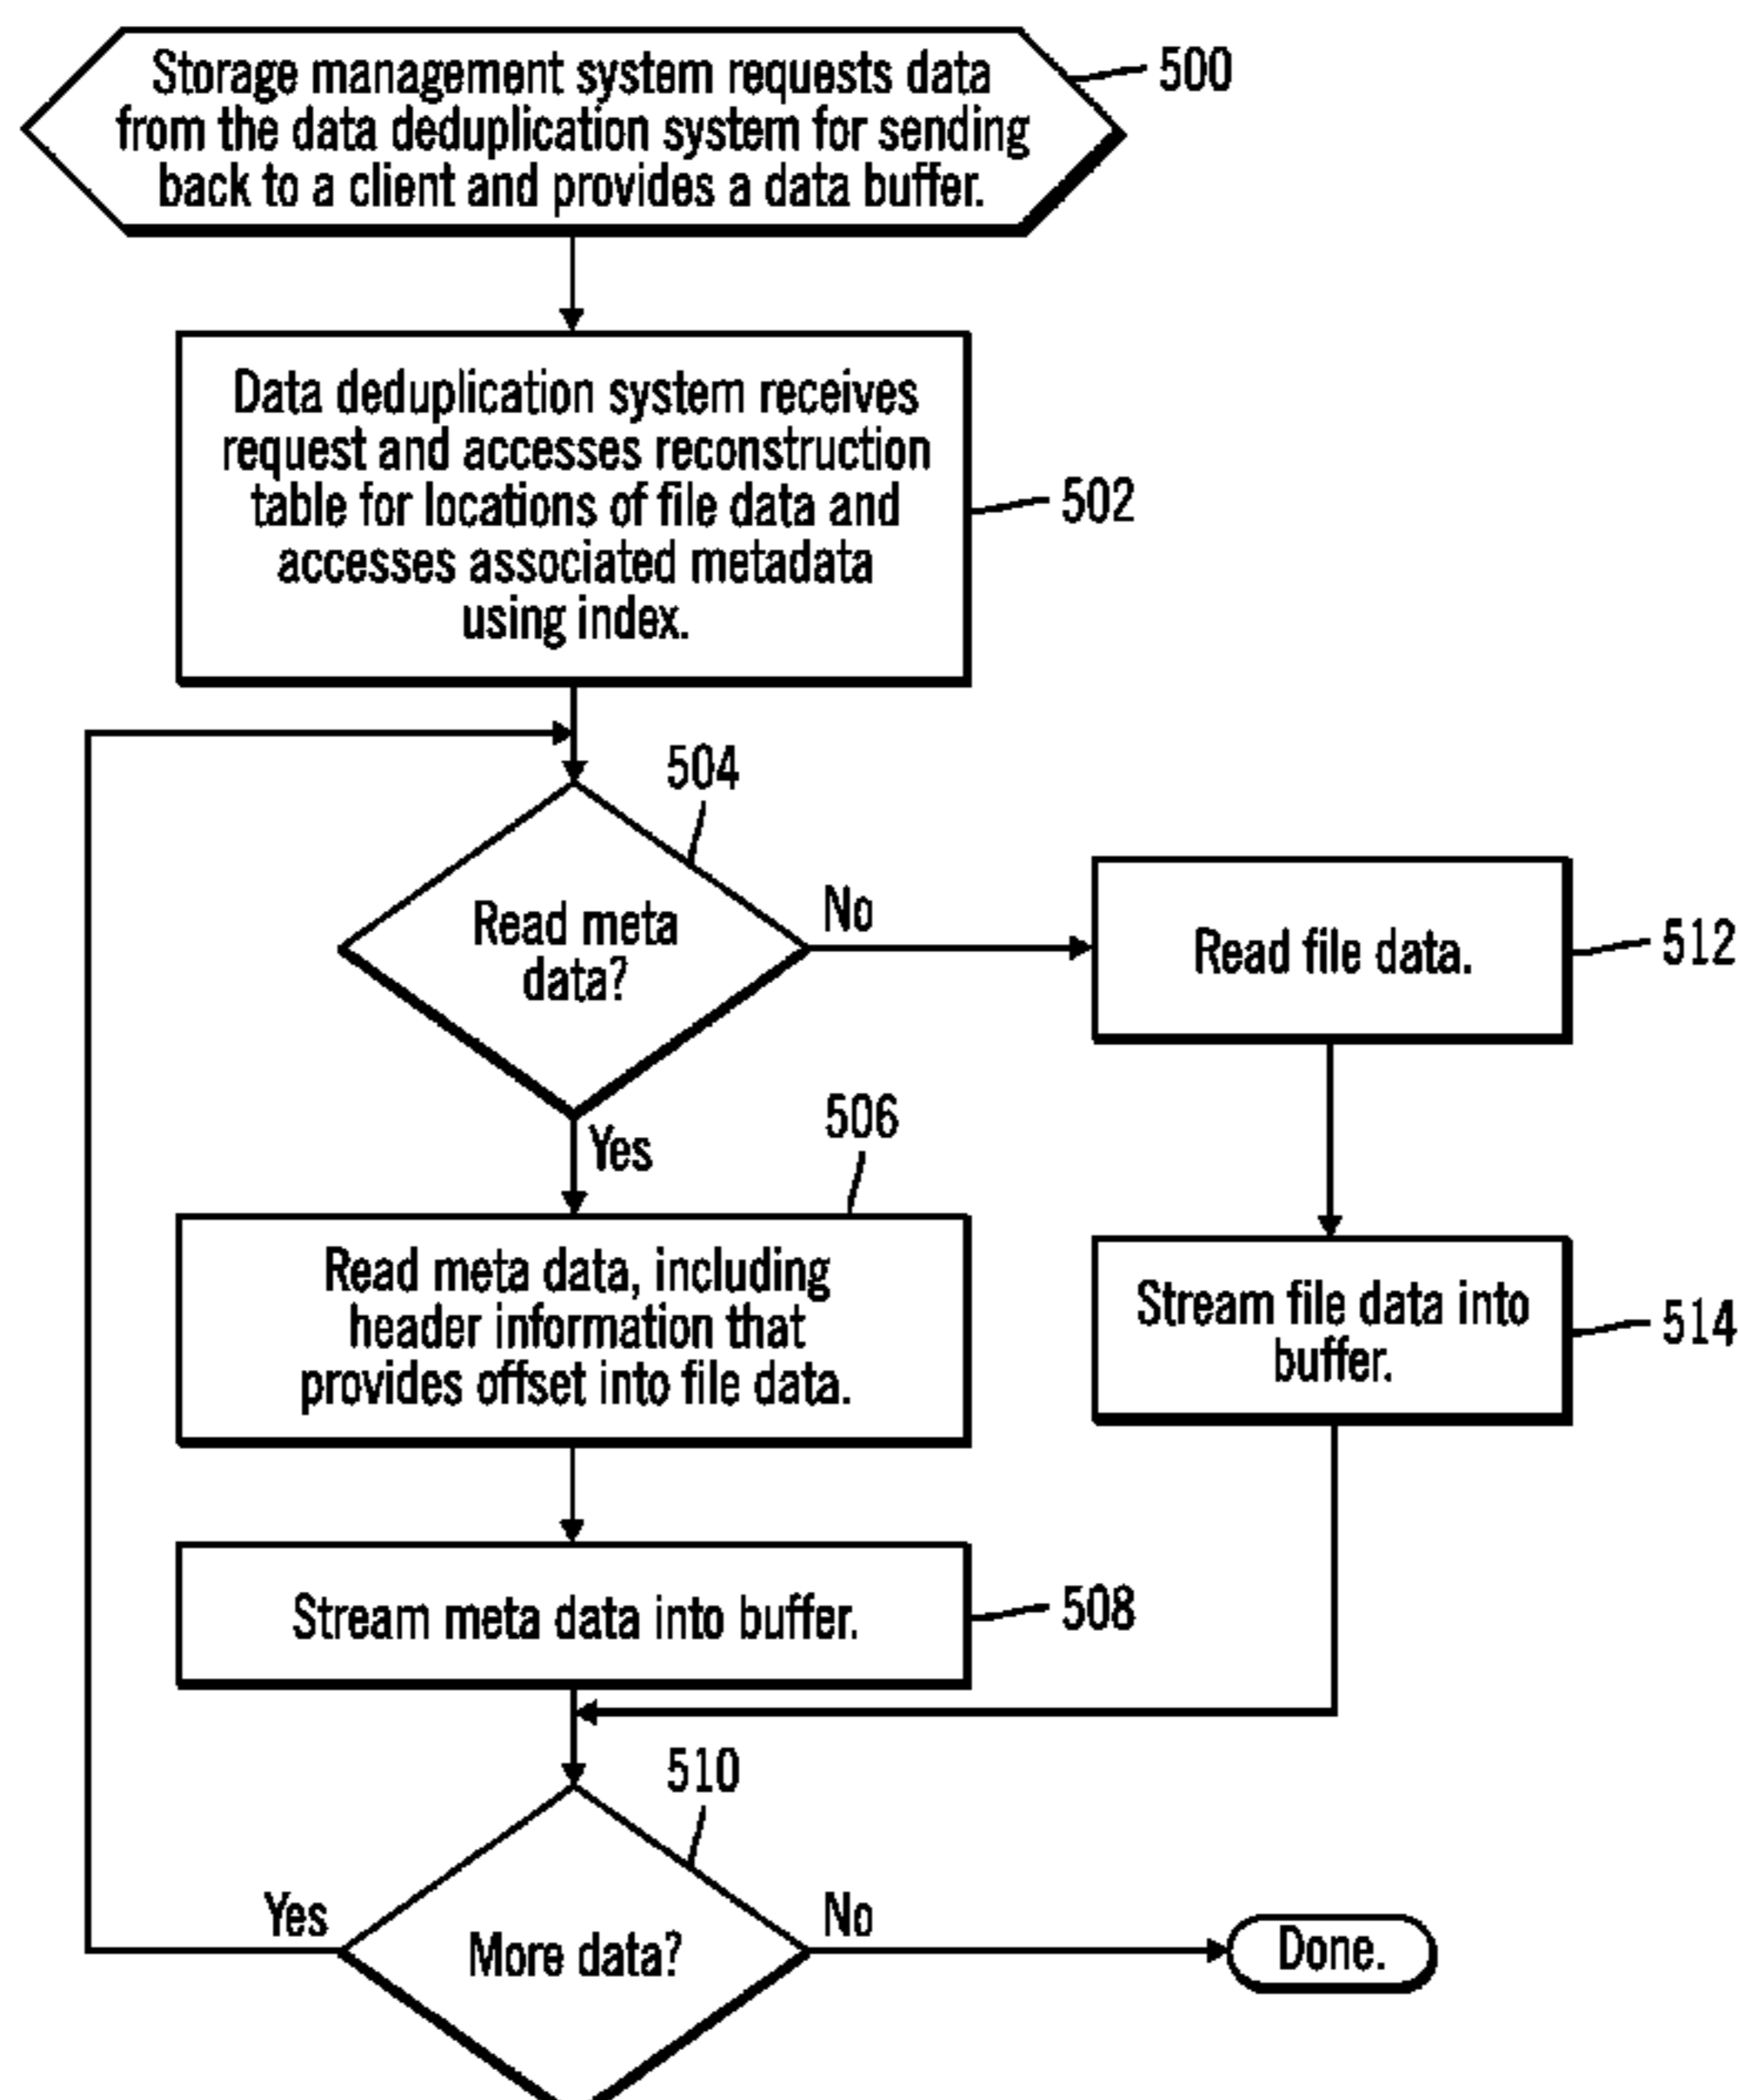 Storage management system requests data
from the data deduplication system for sending
back to a client and provides a data buffer.
500
Data deduplication system receives
request and accesses reconstruction
table for locations of file data and
accesses associated metadata
using index.
502
504
Read meta
data?
No
Read file data.
512
Yes
506
Read meta data, including
header information that
provides offset into file data.
Stream file data into
buffer.
514
Stream meta data into buffer.
508
510
More data?
Yes
No
Done.